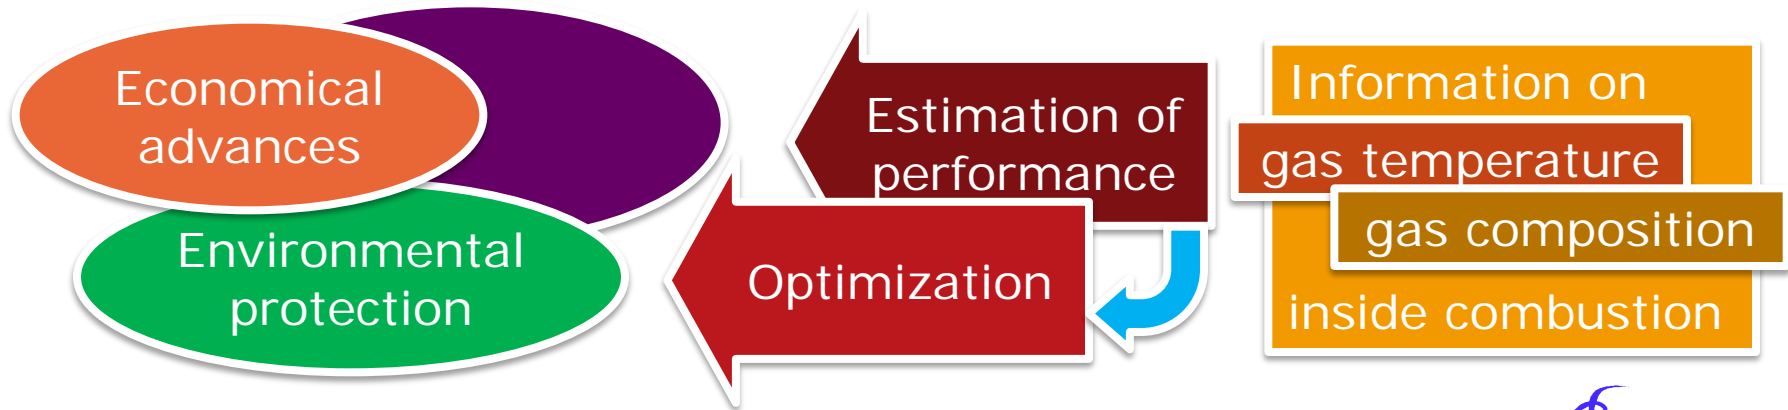 Economical
advances
Environmental
protection
Estimation of
performance
Optimization
Information on
gas temperature
gas composition
inside combustion